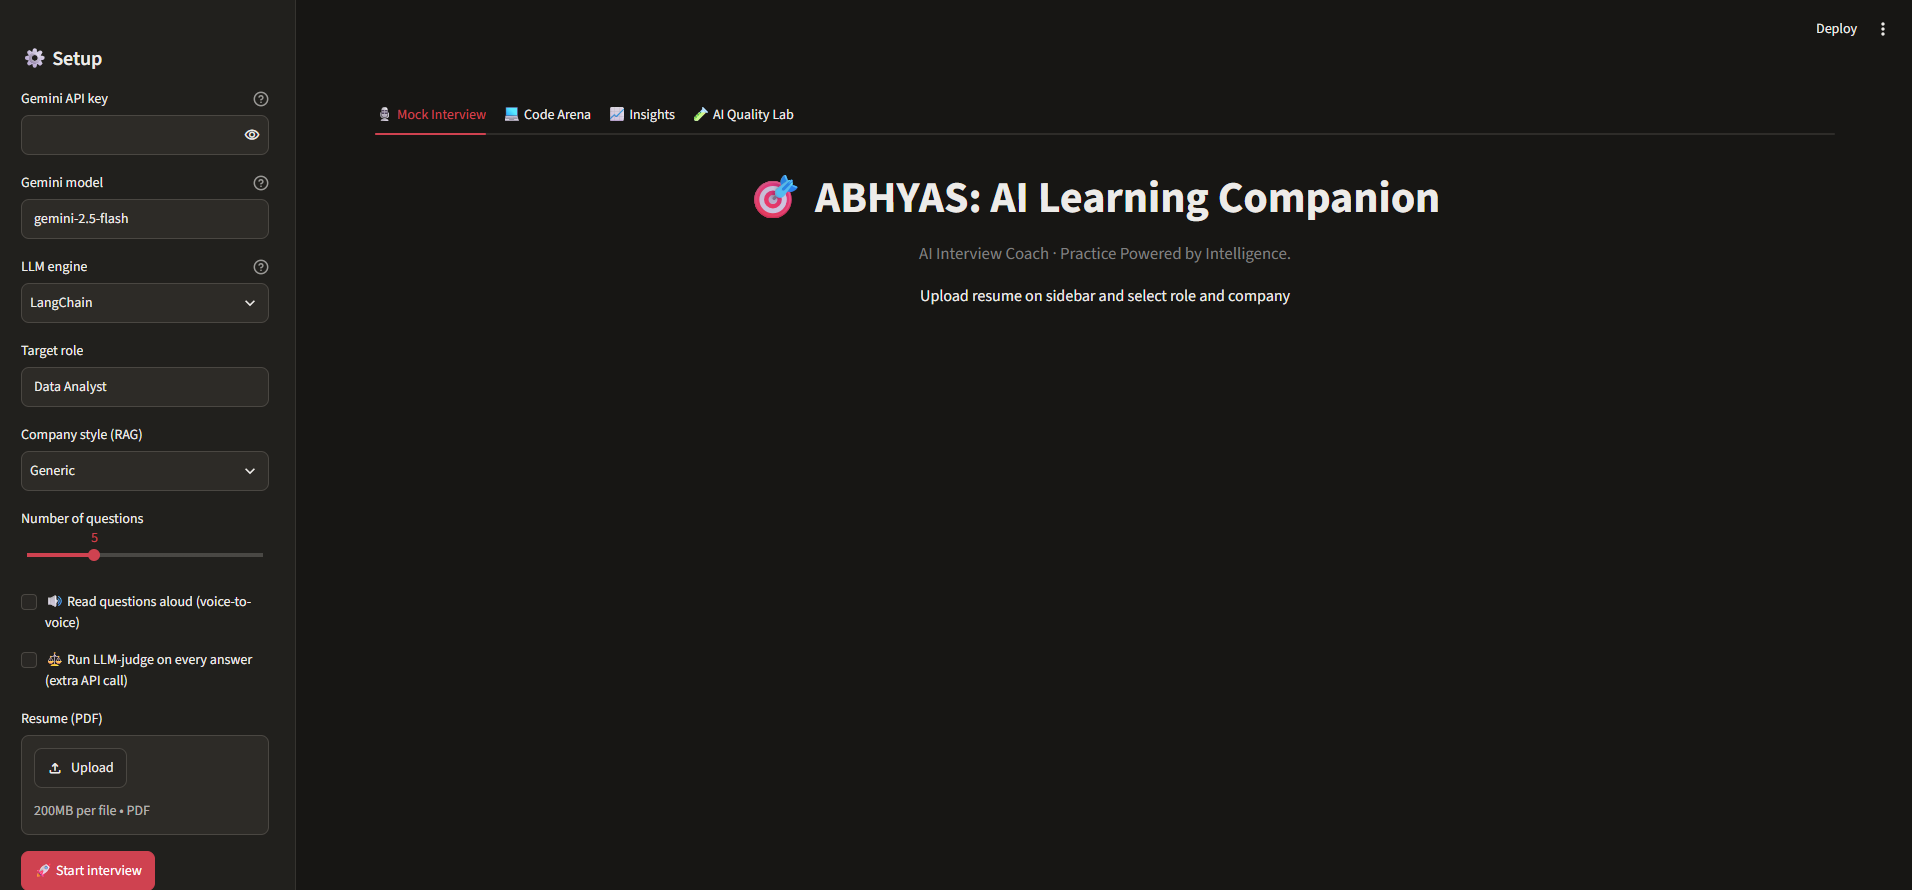 Setup
Gemini API key
Gemini model
gemini-2.5-flash
LLM engine
LangChain
Target role
Data Analyst
Company style (RAG)
Generic
Number of questions
5
Read questions aloud (voice-to-
voice)
Run LLM-judge on every answer
(extra API call)
Resume (PDF)
Upload
200MB per file • PDF
Start interview
Deploy
Mock Interview Code Arena Insights AI Quality Lab
ABHYAS: AI Learning Companion
AI Interview Coach · Practice Powered by Intelligence.
Upload resume on sidebar and select role and company